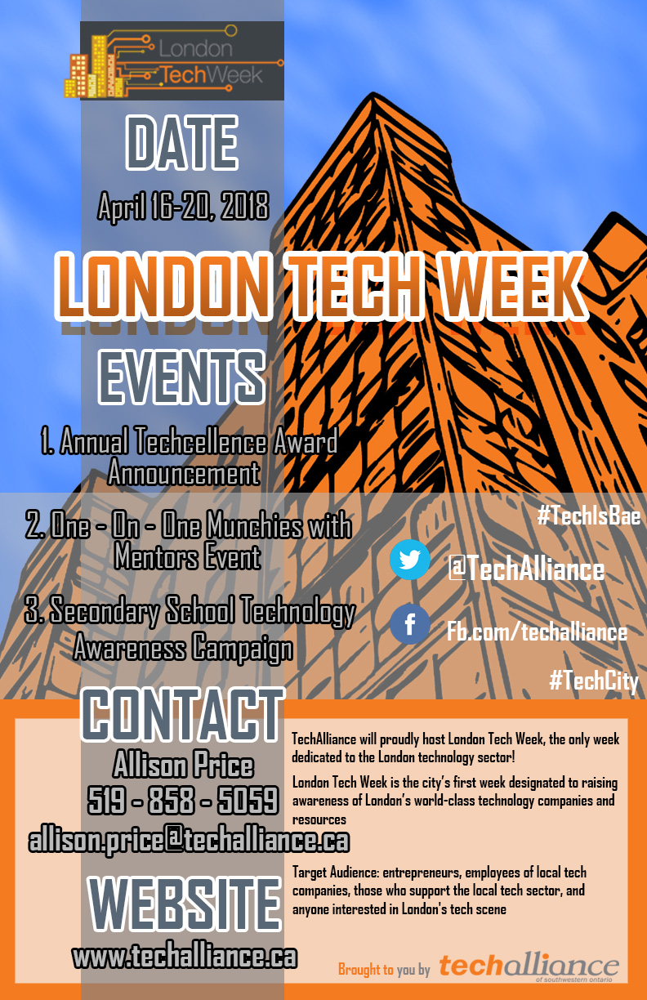 London
TechWeek
DATE
April 16-20, 2018
LONDON TECH WEEK
EVENTS
1. Annual Techcellence Award
Announcement
2. One - On - One Munchies with
Mentors Event
3. Secondary School Technology
Awareness Campaign
#TechIsBae
@TechAlliance
Fb.com/techalliance
#TechCity
CONTACT
Allison Price
519 - 858 - 5059
allison.price@techalliance.ca
WEBSITE
www.techalliance.ca
TechAlliance will proudly host London Tech Week, the only week
dedicated to the London technology sector!
London Tech Week is the city's first week designated to raising
awareness of London's world-class technology companies and
resources
Target Audience: entrepreneurs, employees of local tech
companies, those who support the local tech sector, and
anyone interested in London's tech scene
Brought to you by techalliance
of southwestern ontario